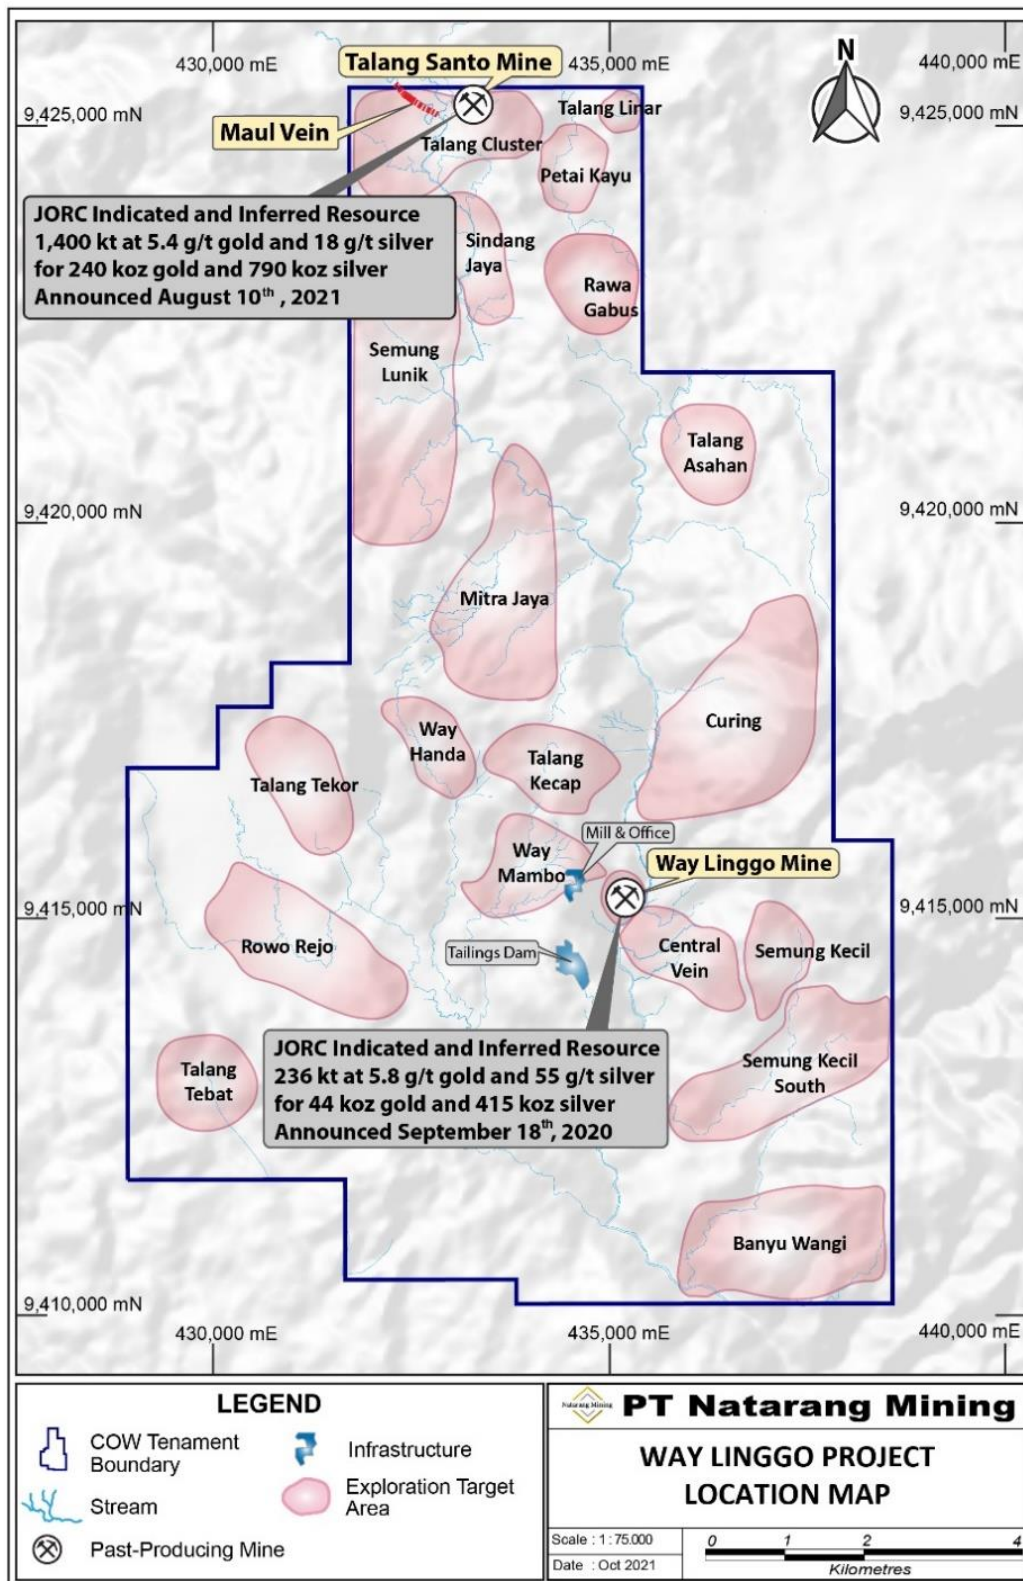 430,000 mE
Talang Santo Mine
435,000 mE
440,000 mE
N
9,425,000 mN
Maul Vein
Talang Linar
9,425,000 mN
Talang Cluster
Petai Kayu
JORC Indicated and Inferred Resource
1,400 kt at 5.4 g/t gold and 18 g/t silver
for 240 koz gold and 790 koz silver
Announced August 10th , 2021
Sindang
Jaya
Rawa
Gabus
Semung
Lunik
Talang
Asahan
9,420,000 mN
9,420,000 mN
Mitra Jaya
Curing
Way
Handa
Talang
Kecap
Talang Tekor
Mill & Office
Way
Mambo
Way Linggo Mine
9,415,000 mN
9,415,000 mN
Rowo Rejo
Tailings Dam
Central
Vein
Semung Kecil
JORC Indicated and Inferred Resource
236 kt at 5.8 g/t gold and 55 g/t silver
for 44 koz gold and 415 koz silver
Announced September 18th, 2020
Semung Kecil
South
Talang
Tebat
Banyu Wangi
9,410,000 mN
9,410,000 mN
430,000 mE
435,000 mE
440,000 mE
LEGEND
COW Tenament
Boundary
Infrastructure
Stream
Exploration Target
Area
Past-Producing Mine
Natarang Mining
PT Natarang Mining
WAY LINGGO PROJECT
LOCATION MAP
Scale : 1 : 75.000
Date : Oct 2021
0 1 2 4
Kilometres